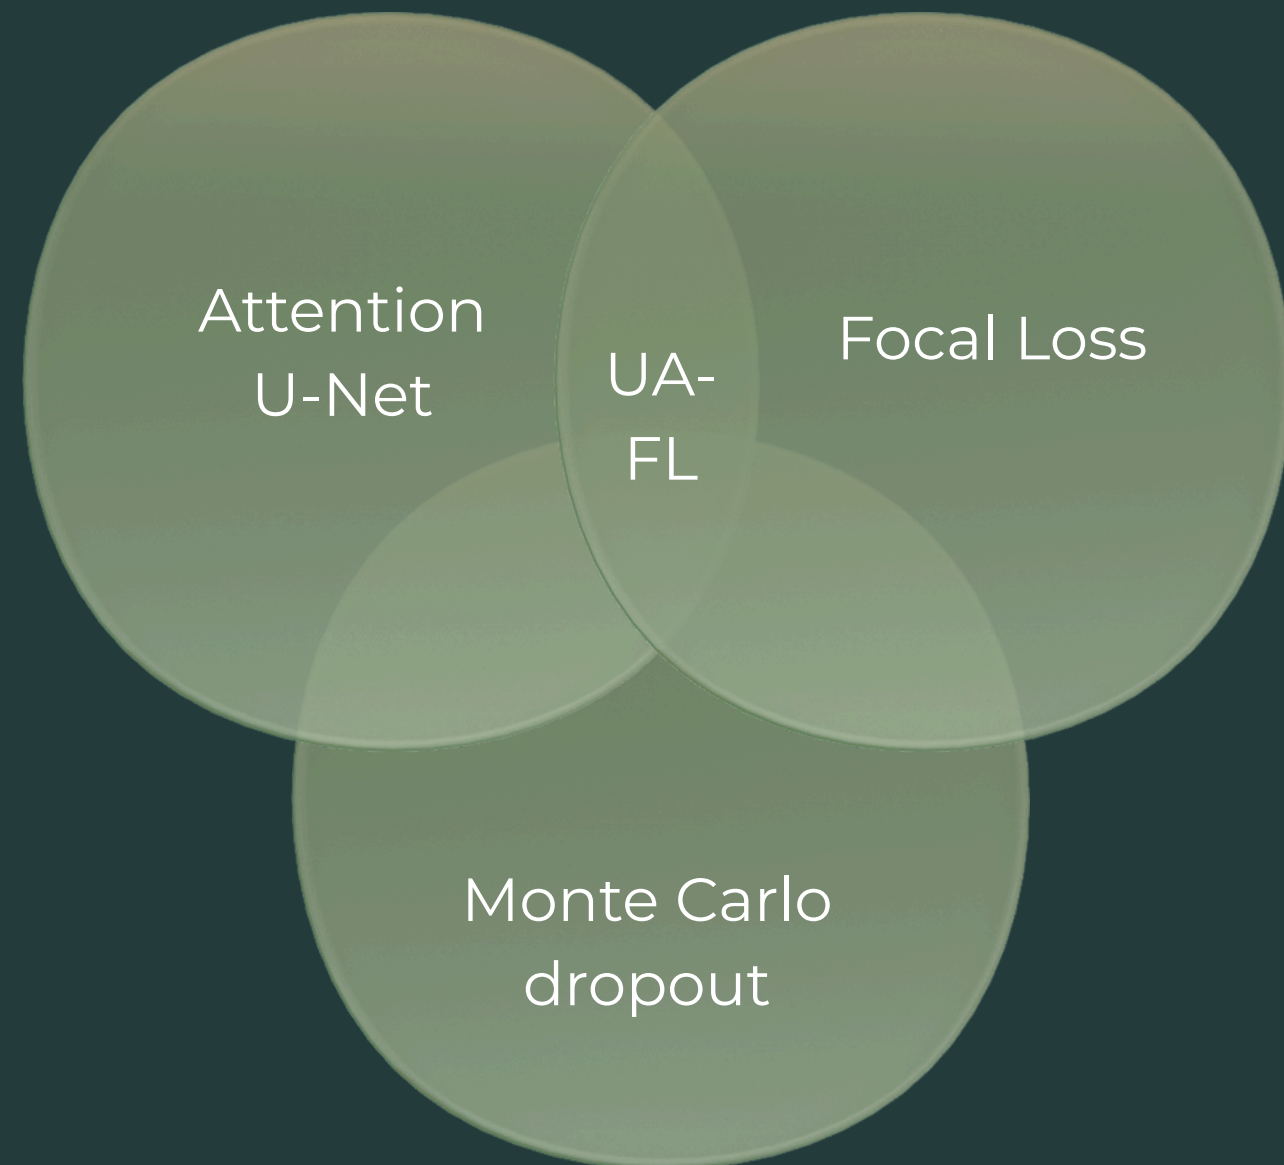 Attention
U-Net
Focal Loss
UA-
FL
Monte Carlo
dropout